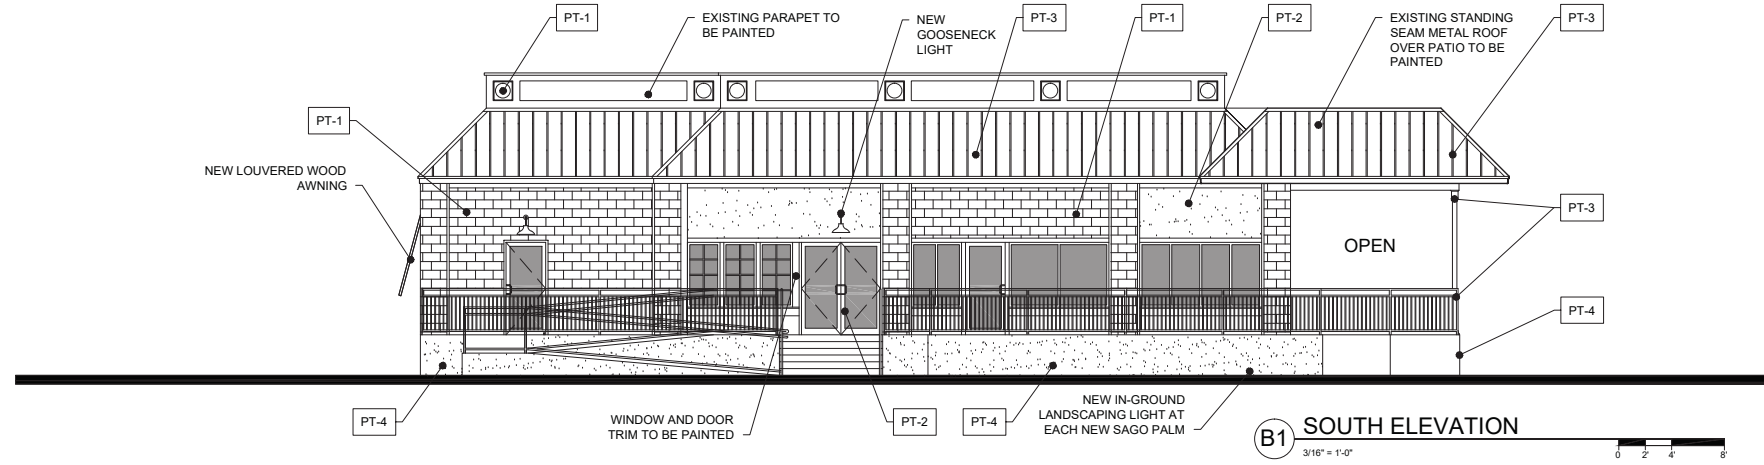 PT-1
EXISTING PARAPET TO
BE PAINTED
NEW
GOOSENECK
LIGHT
PT-3
PT-1
PT-2
EXISTING STANDING
SEAM METAL ROOF
OVER PATIO TO BE
PAINTED
PT-3
PT-1
NEW LOUVERED WOOD
AWNING
PT-3
OPEN
PT-4
PT-4
WINDOW AND DOOR
TRIM TO BE PAINTED
PT-2
PT-4
NEW IN-GROUND
LANDSCAPING LIGHT AT
EACH NEW SAGO PALM
B1
SOUTH ELEVATION
3/16" = 1'-0"
0 2' 4' 8'